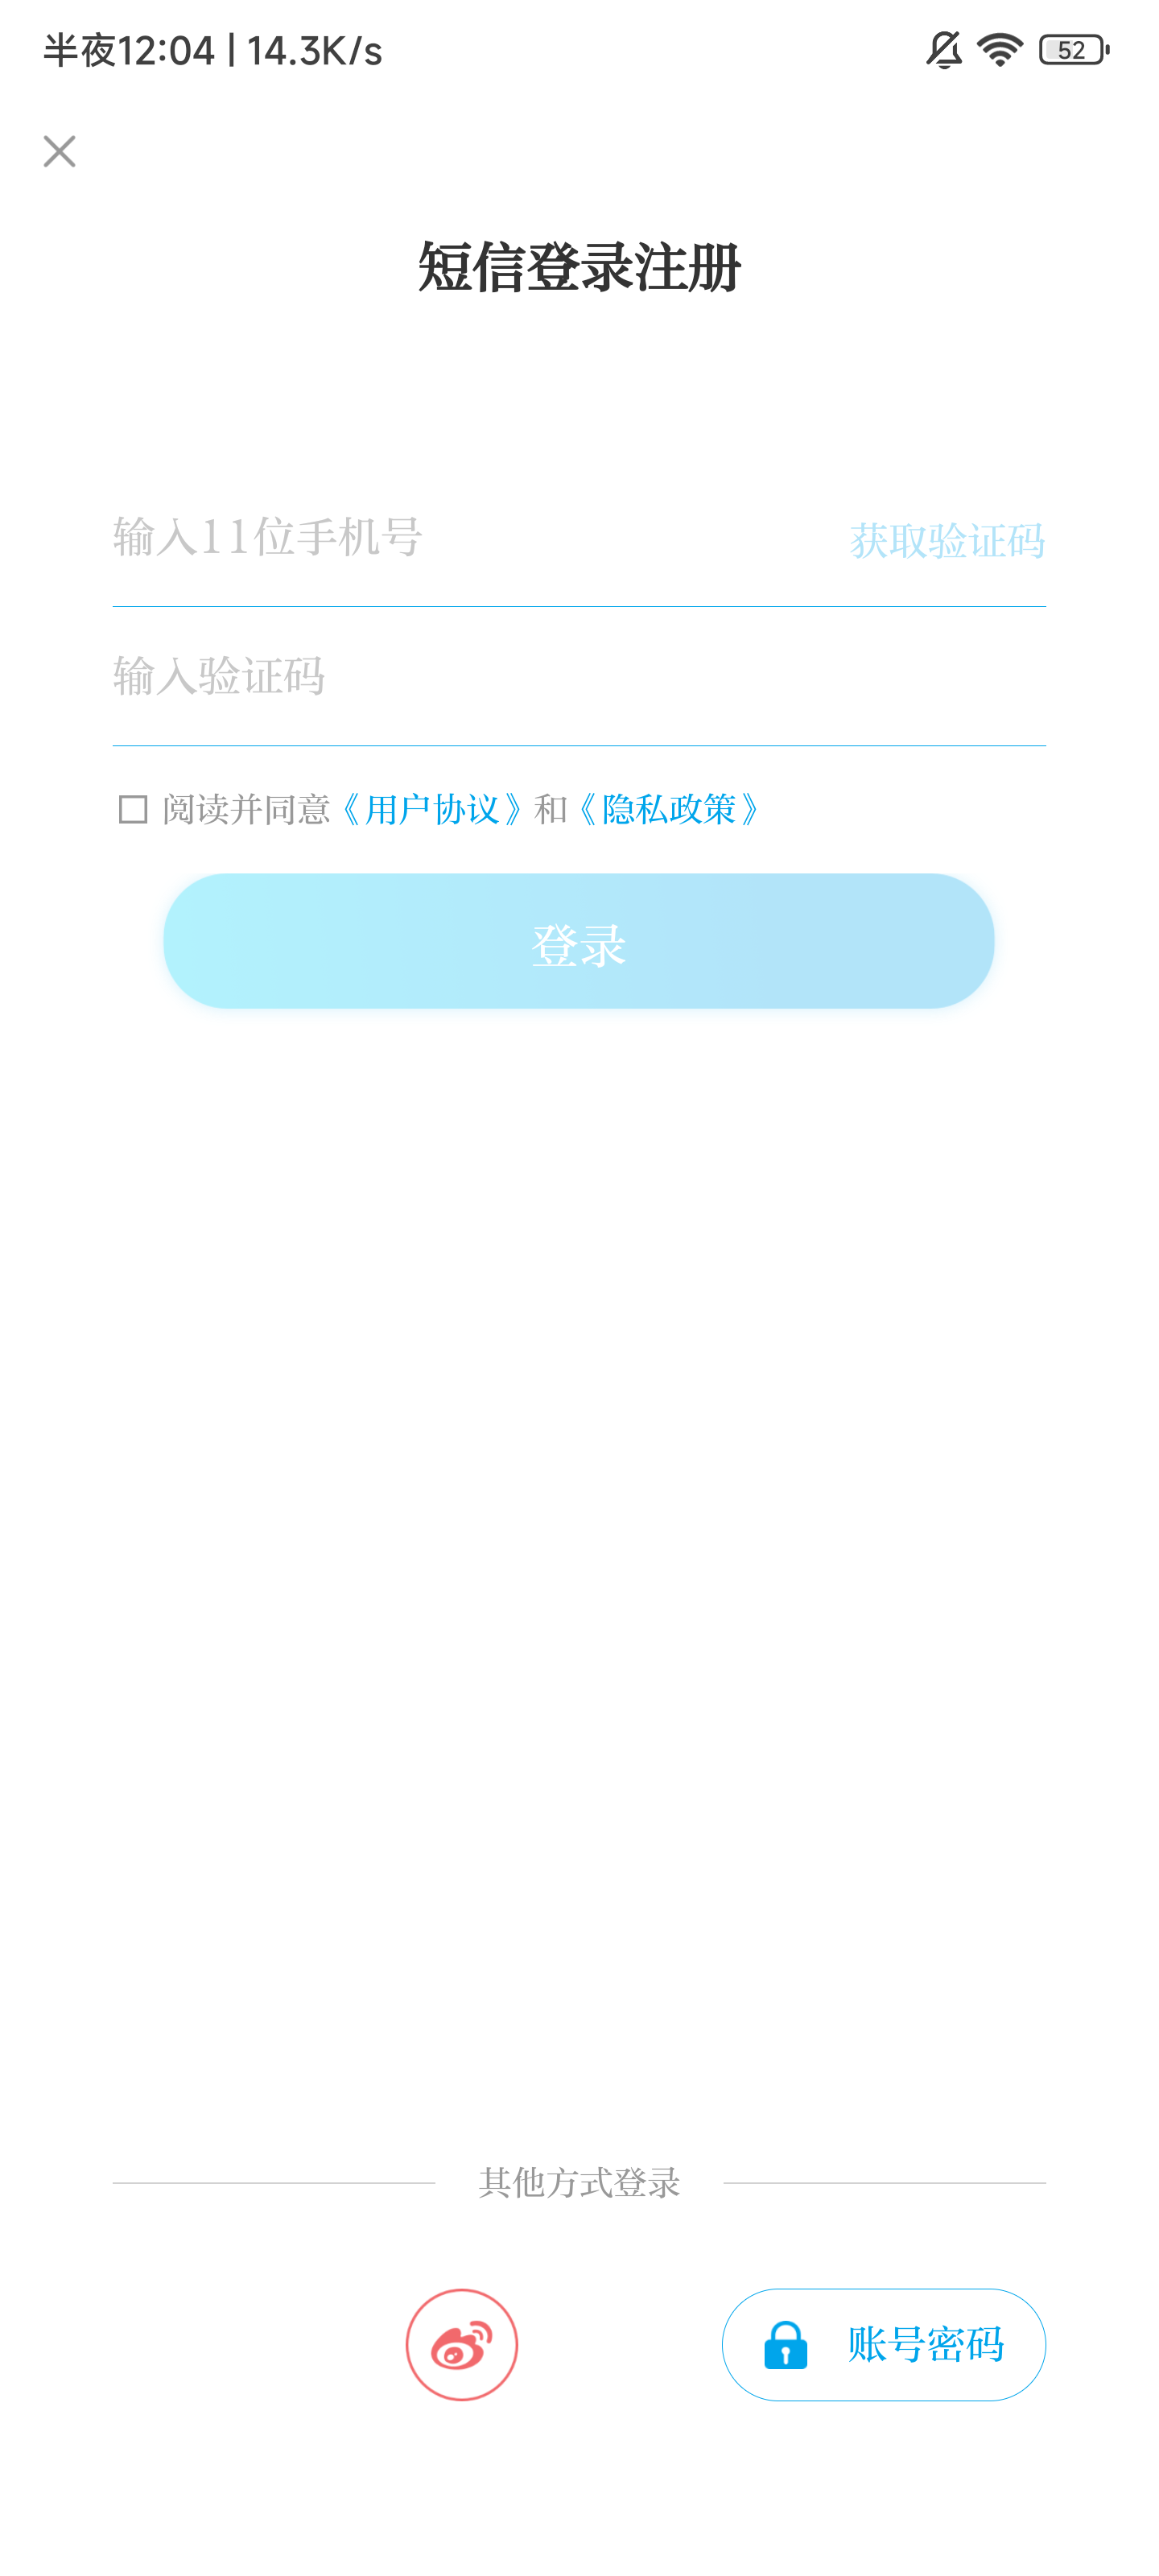 半夜12:04 | 14.3K/s 52
短信登录注册
输入11位手机号 获取验证码
输入验证码
阅读并同意《用户协议》和《隐私政策》
登录
其他方式登录
账号密码